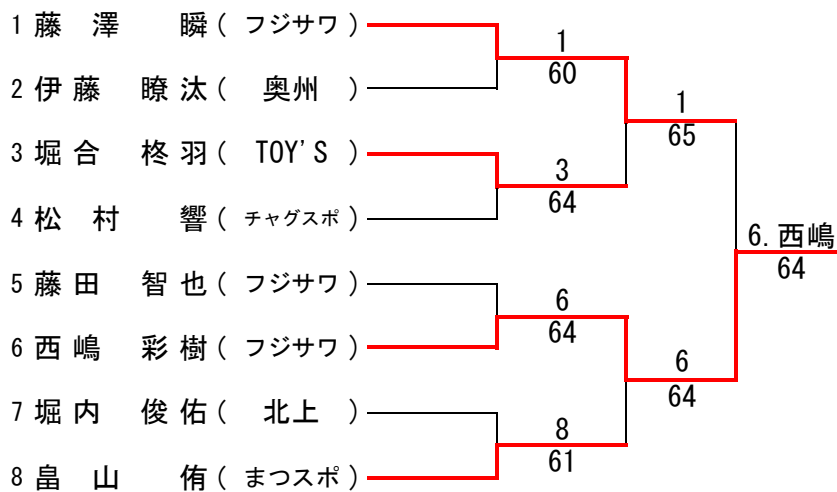 1 藤 澤 瞬 ( フジサワ )
2 伊 藤 瞭 汰 ( 奥州 )
3 堀 合 柊 羽 ( TOY'S )
4 松 村 響 ( チャグスポ )
5 藤 田 智 也 ( フジサワ )
6 西 嶋 彩 樹 ( フジサワ )
7 堀 内 俊 佑 ( 北上 )
8 畠 山 侑 ( まつスポ )
1
60
3
64
6
64
8
61
1
65
6
64
6. 西嶋
64